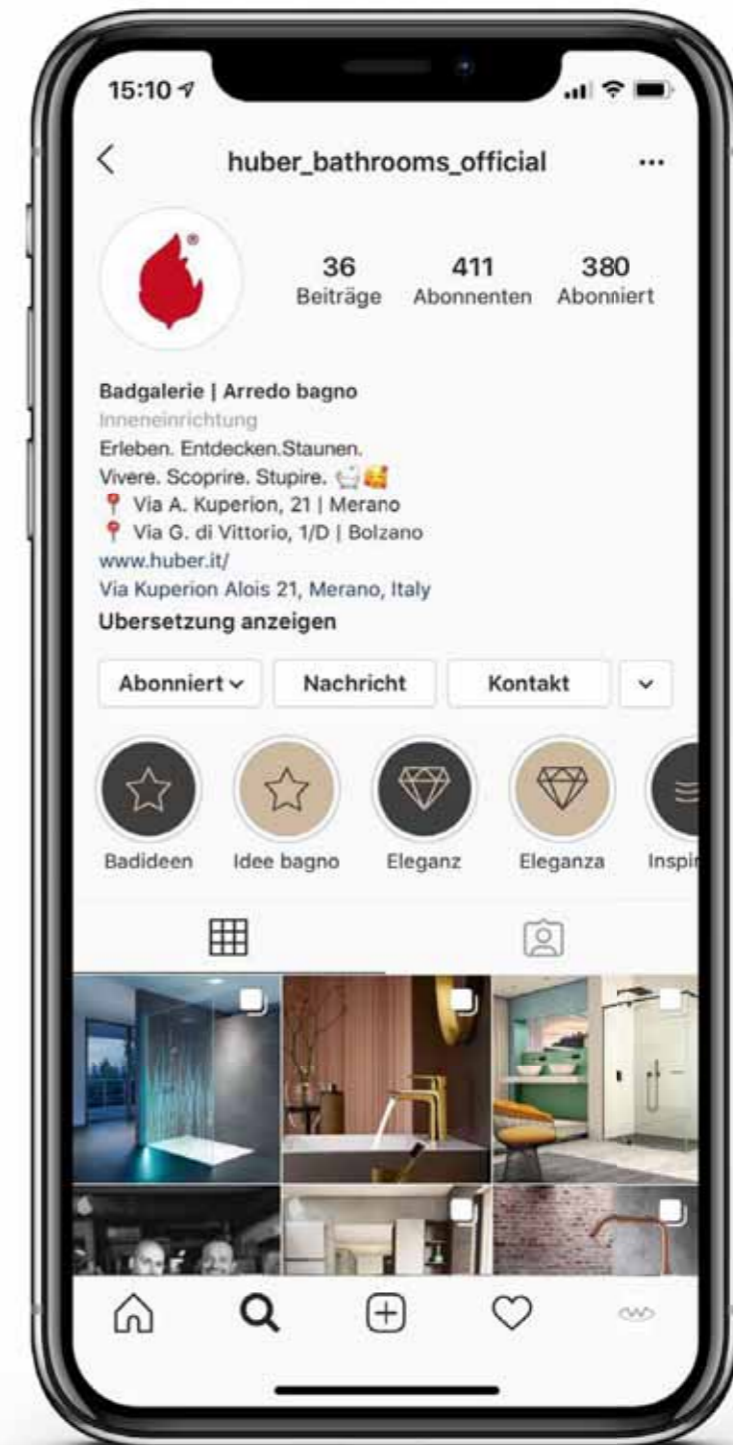 15:10
huber_bathrooms_official
®
36 411 380
Beiträge Abonnenten Abonniert
Badgalerie | Arredo bagno
Inneneinrichtung
Erleben. Entdecken.Staunen.
Vivere. Scoprire. Stupire. 🛁🥰
📍 Via A. Kuperion, 21 | Merano
📍 Via G. di Vittorio, 1/D | Bolzano
www.huber.it/
Via Kuperion Alois 21, Merano, Italy
Ubersetzung anzeigen
Abonniert Nachricht Kontakt
Badideen Idee bagno Eleganz Eleganza Inspir